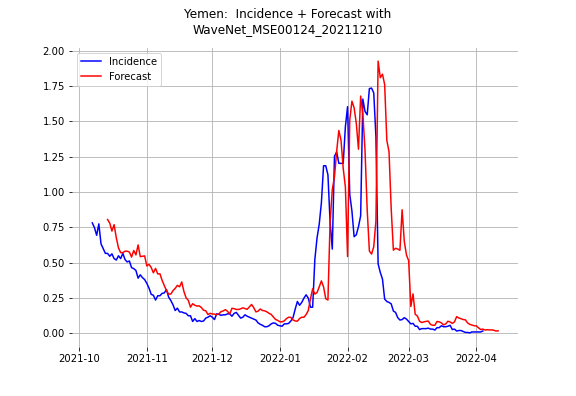 Yemen:  Incidence + Forecast with
WaveNet_MSE00124_20211210
Incidence
Forecast
2.00
1.75
1.50
1.25
1.00
0.75
0.50
0.25
0.00
2021-10 2021-11 2021-12 2022-01 2022-02 2022-03 2022-04